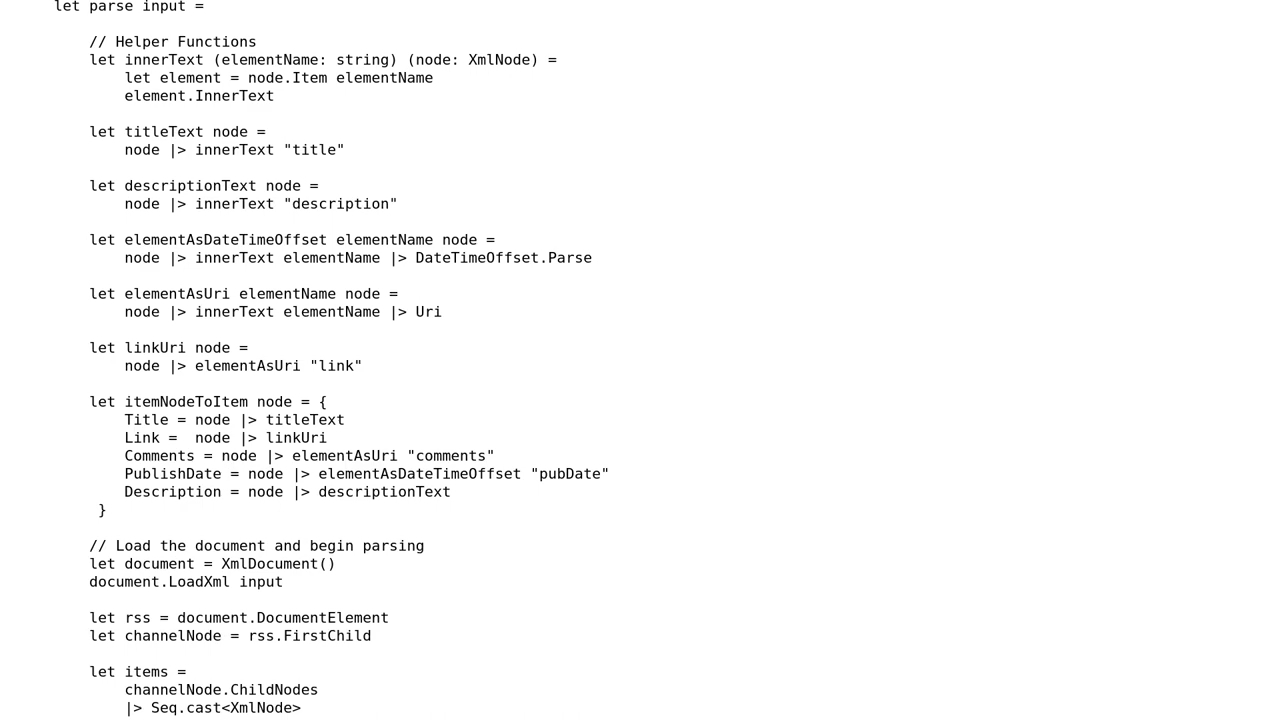 let parse input =
// Helper Functions
let innerText (elementName: string) (node: XmlNode) =
let element = node.Item elementName
element.InnerText
let titleText node =
node |> innerText "title"
let descriptionText node =
node |> innerText "description"
let elementAsDateTimeOffset elementName node =
node |> innerText elementName |> DateTimeOffset.Parse
let elementAsUri elementName node =
node |> innerText elementName |> Uri
let linkUri node =
node |> elementAsUri "link"
let itemNodeToItem node = {
Title = node |> titleText
Link =  node |> linkUri
Comments = node |> elementAsUri "comments"
PublishDate = node |> elementAsDateTimeOffset "pubDate"
Description = node |> descriptionText
}
// Load the document and begin parsing
let document = XmlDocument()
document.LoadXml input
let rss = document.DocumentElement
let channelNode = rss.FirstChild
let items =
channelNode.ChildNodes
|> Seq.cast<XmlNode>